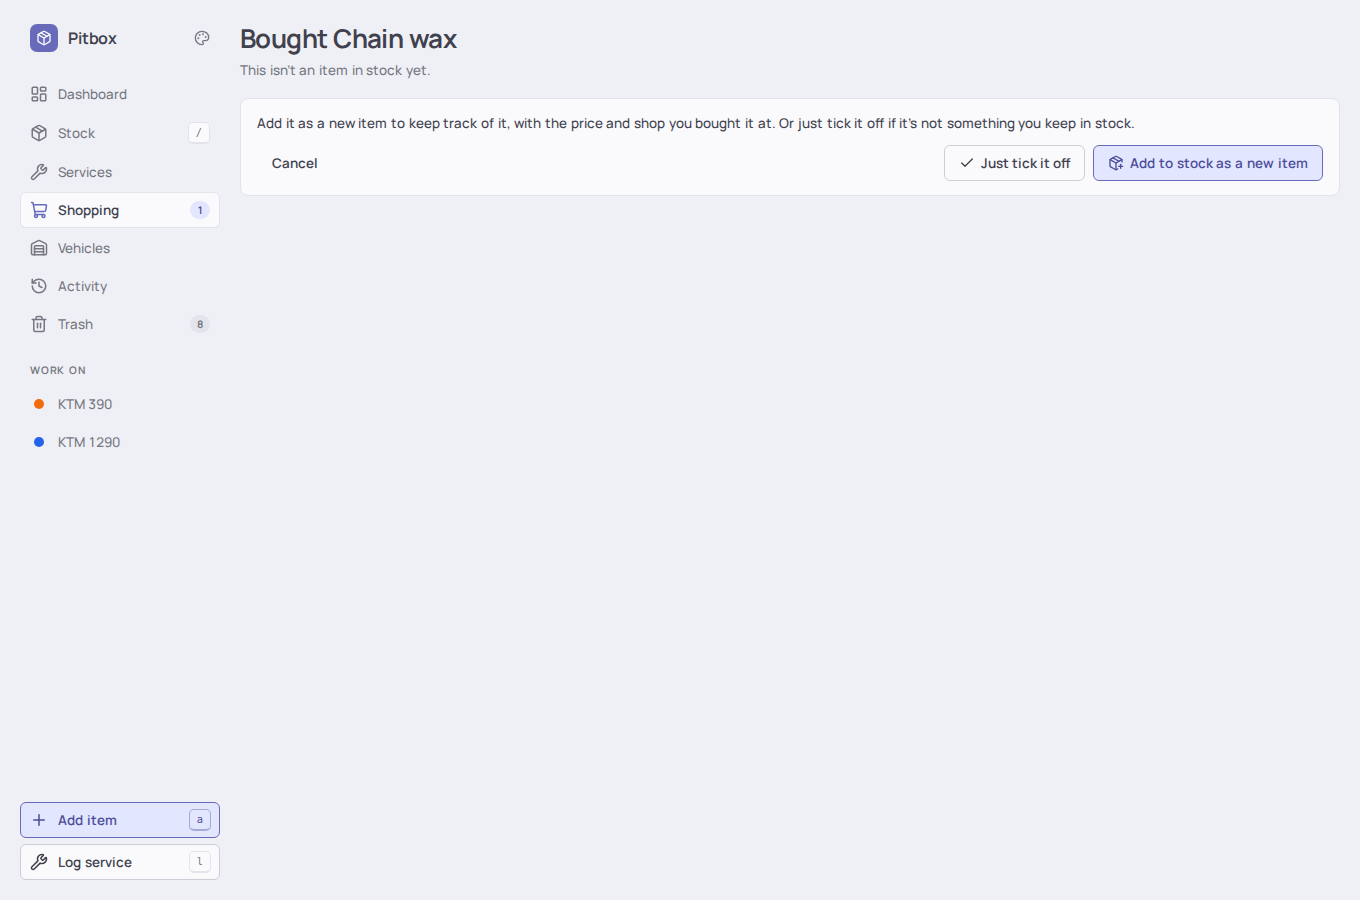 Pitbox
Dashboard
Stock /
Services
Shopping 1
Vehicles
Activity
Trash 8
WORK ON
KTM 390
KTM 1290
Add item a
Log service l
Bought Chain wax
This isn't an item in stock yet.
Add it as a new item to keep track of it, with the price and shop you bought it at. Or just tick it off if it's not something you keep in stock.
Cancel
Just tick it off
Add to stock as a new item